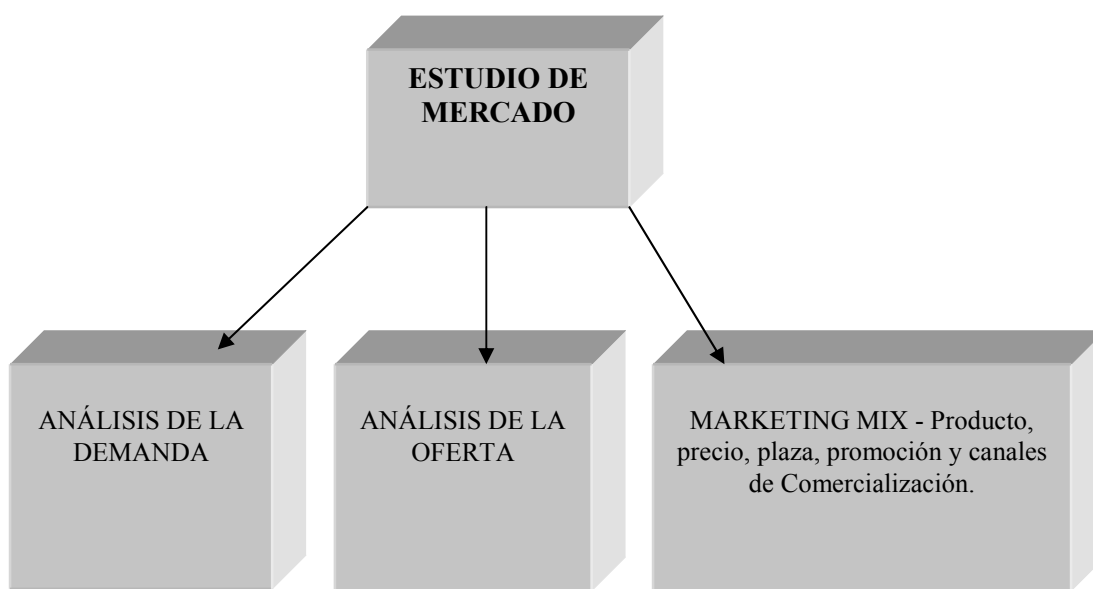 ESTUDIO DE
MERCADO
ANÁLISIS DE LA
DEMANDA
ANÁLISIS DE LA
OFERTA
MARKETING MIX - Producto,
precio, plaza, promoción y canales
de Comercialización.